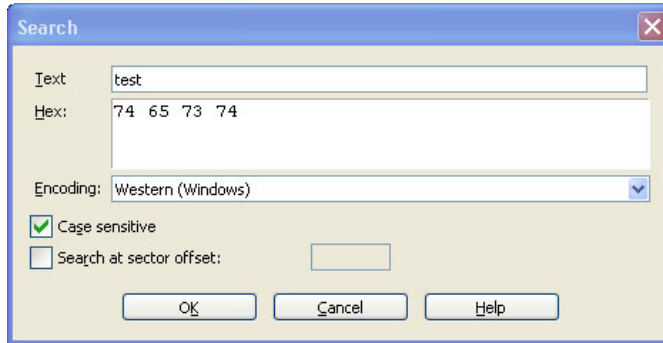 Search
Text test
Hex: 74 65 73 74
Encoding: Western (Windows)
Case sensitive
Search at sector offset:
OK Cancel Help